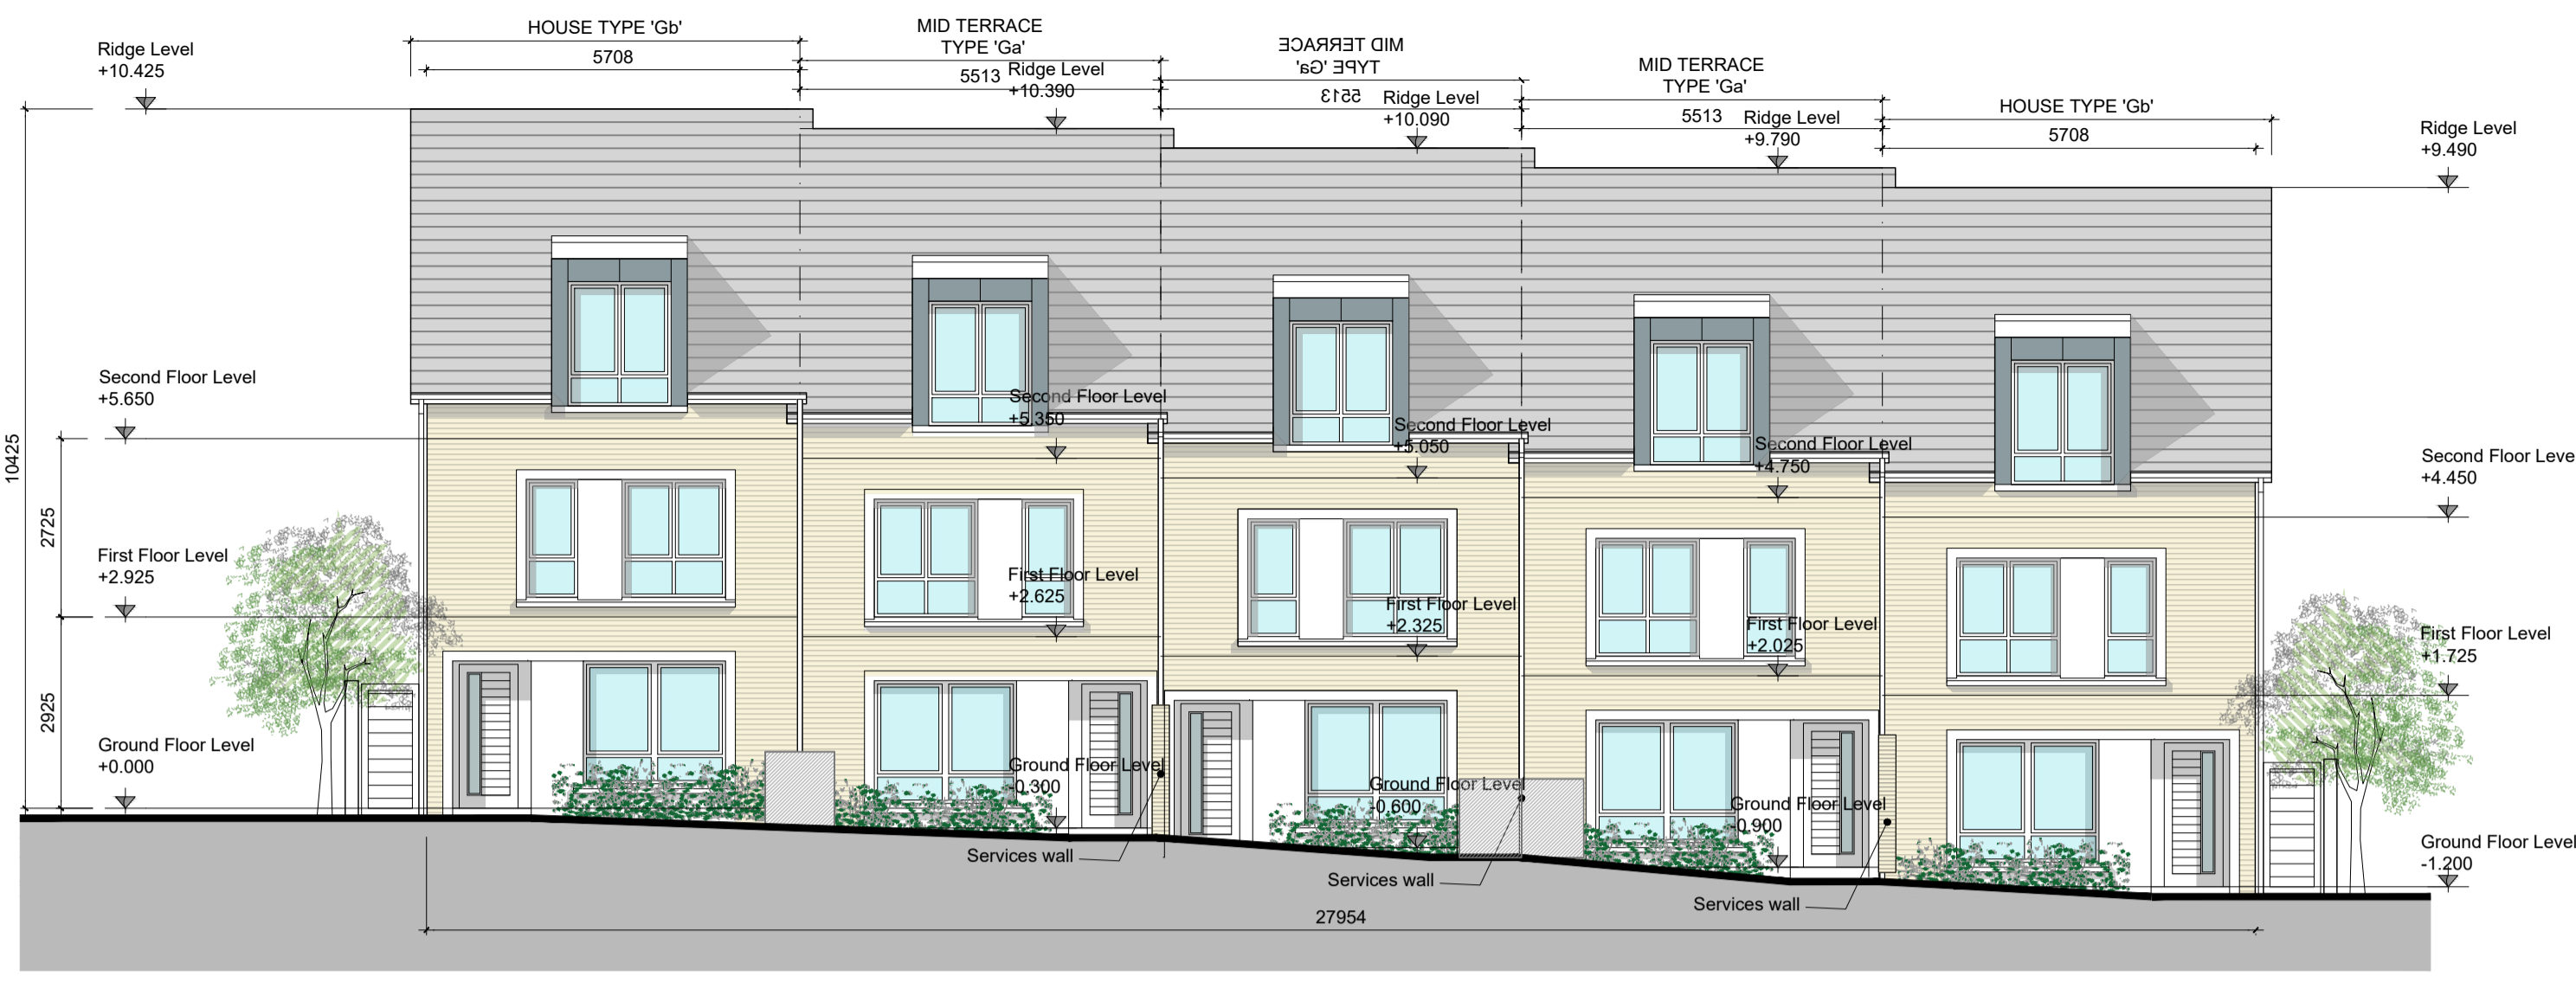 HOUSE TYPE 'Gb'
5708
MID TERRACE
TYPE 'Ga'
5513
MID TERRACE
TYPE 'Ga'
5513
MID TERRACE
TYPE 'Ga'
5513
HOUSE TYPE 'Gb'
5708
Ridge Level
+10.425
Ridge Level
+10.390
Ridge Level
+10.090
Ridge Level
+9.790
Ridge Level
+9.490
10425
2725
2925
Second Floor Level
+5.650
Second Floor Level
+5.350
Second Floor Level
+5.050
Second Floor Level
+4.750
Second Floor Leve
+4.450
First Floor Level
+2.925
First Floor Level
+2.625
First Floor Level
+2.325
First Floor Level
+2.025
First Floor Level
+1.725
Ground Floor Level
+0.000
Ground Floor Level
-0.300
Ground Floor Level
-0.600
Ground Floor Level
-0.900
Ground Floor Level
-1.200
Services wall
Services wall
Services wall
27954